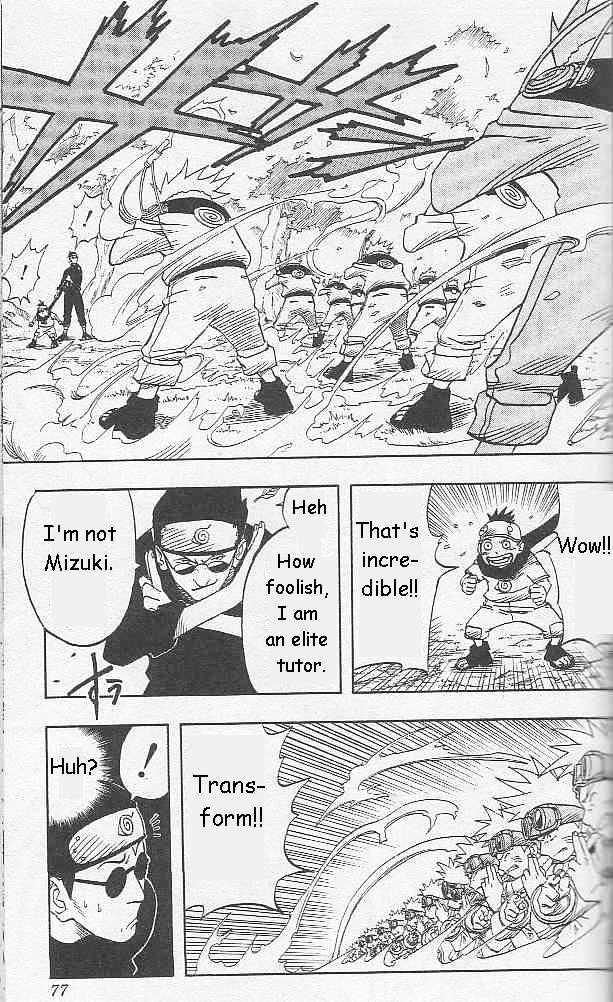 !
!
Wow!!
That's
incre-
dible!!
Heh
How
foolish,
I am
an elite
tutor.
I'm not
Mizuki.
Trans-
form!!
!
Huh?
77